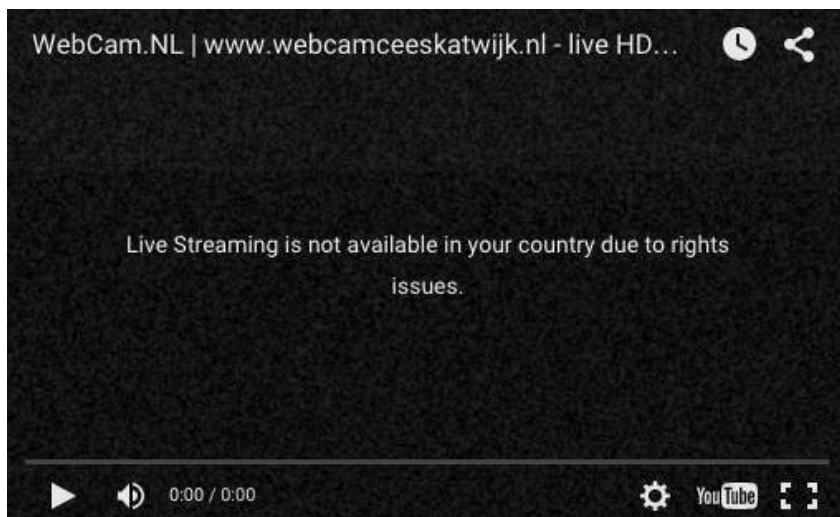 WebCam.NL | www.webcamceeskatwijk.nl - live HD...
Live Streaming is not available in your country due to rights
issues.
0:00 / 0:00
YouTube